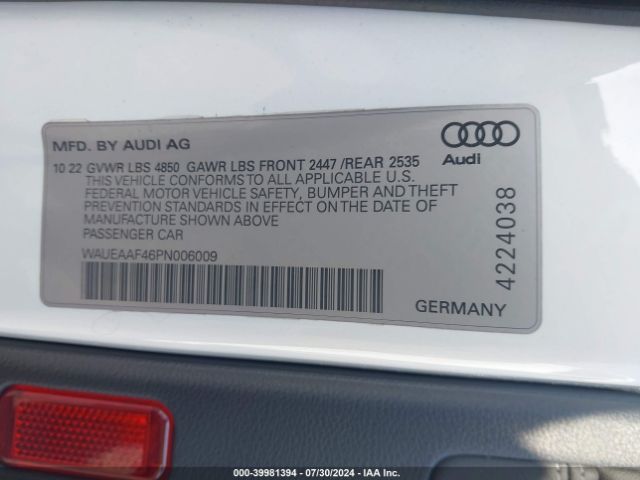 MFD. BY AUDI AG
10 22 GVWR LBS 4850 GAWR LBS FRONT 2447 /REAR 2535
THIS VEHICLE CONFORMS TO ALL APPLICABLE U.S.
FEDERAL MOTOR VEHICLE SAFETY, BUMPER AND THEFT
PREVENTION STANDARDS IN EFFECT ON THE DATE OF
MANUFACTURE SHOWN ABOVE
PASSENGER CAR
WAUEAAF46PN006009
Audi
4224038
GERMANY
000-39981394 - 07/30/2024 - IAA Inc.